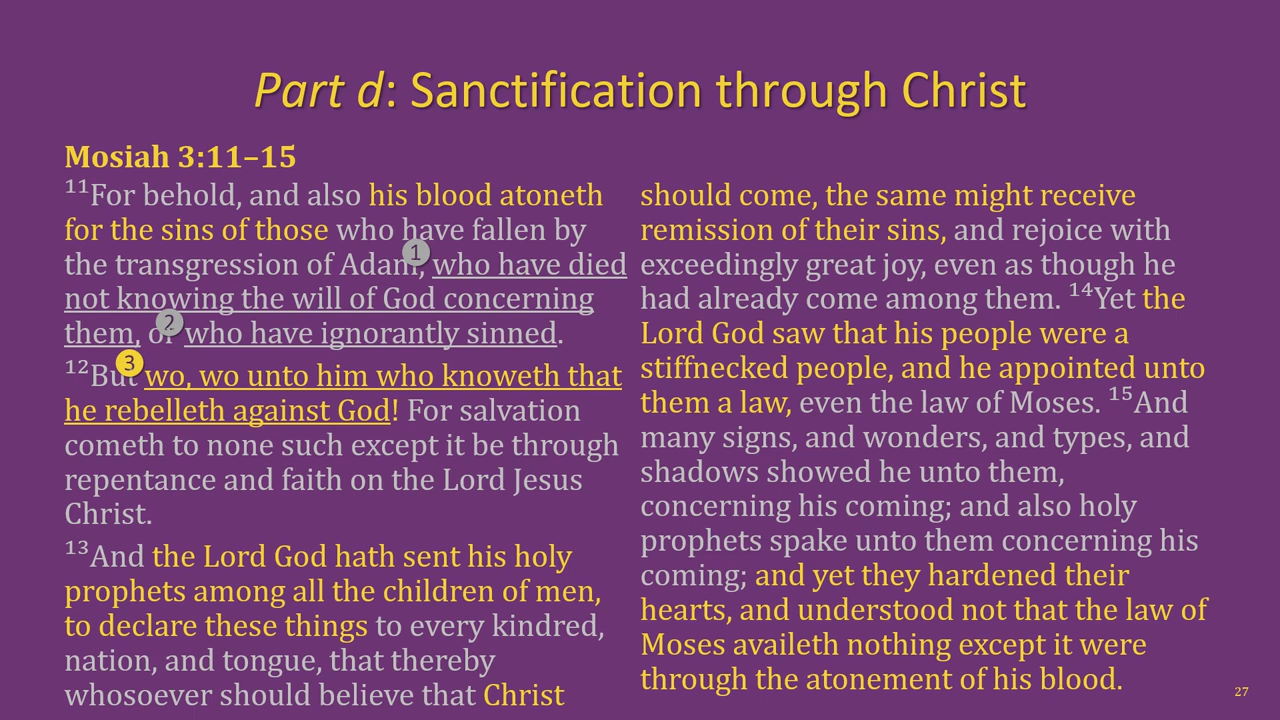 Part d: Sanctification through Christ
Mosiah 3:11–15
¹¹For behold, and also his blood atoneth
for the sins of those who have fallen by
the transgression of Adam, ① who have died
not knowing the will of God concerning
them, or ② who have ignorantly sinned.
¹²But ③ wo, wo unto him who knoweth that
he rebelleth against God! For salvation
cometh to none such except it be through
repentance and faith on the Lord Jesus
Christ.
¹³And the Lord God hath sent his holy
prophets among all the children of men,
to declare these things to every kindred,
nation, and tongue, that thereby
whosoever should believe that Christ
should come, the same might receive
remission of their sins, and rejoice with
exceedingly great joy, even as though he
had already come among them. ¹⁴Yet the
Lord God saw that his people were a
stiffnecked people, and he appointed unto
them a law, even the law of Moses. ¹⁵And
many signs, and wonders, and types, and
shadows showed he unto them,
concerning his coming; and also holy
prophets spake unto them concerning his
coming; and yet they hardened their
hearts, and understood not that the law of
Moses availeth nothing except it were
through the atonement of his blood.
27